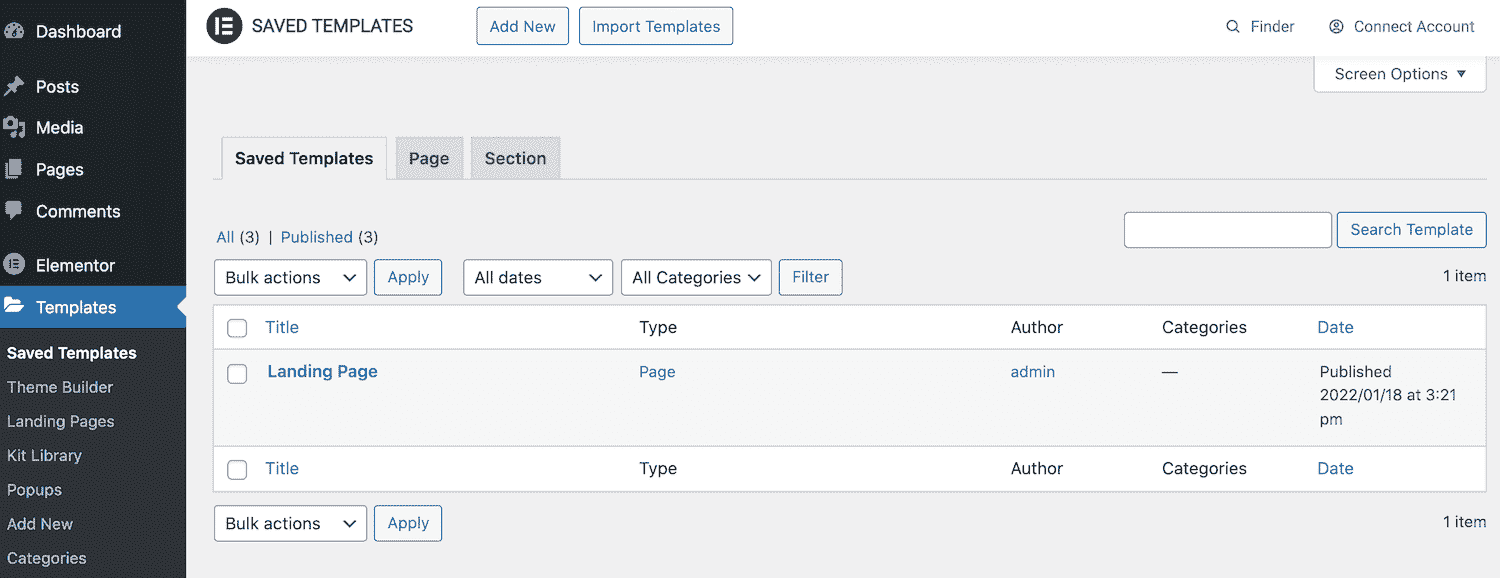 Dashboard
Posts
Media
Pages
Comments
Elementor
Templates
Saved Templates
Theme Builder
Landing Pages
Kit Library
Popups
Add New
Categories
SAVED TEMPLATES
Add New
Import Templates
Finder
Connect Account
Screen Options
Saved Templates
Page
Section
All (3) | Published (3)
Search Template
Bulk actions
Apply
All dates
All Categories
Filter
1 item
Title Type Author Categories Date
Landing Page Page admin — Published
2022/01/18 at 3:21
pm
Title Type Author Categories Date
Bulk actions
Apply
1 item